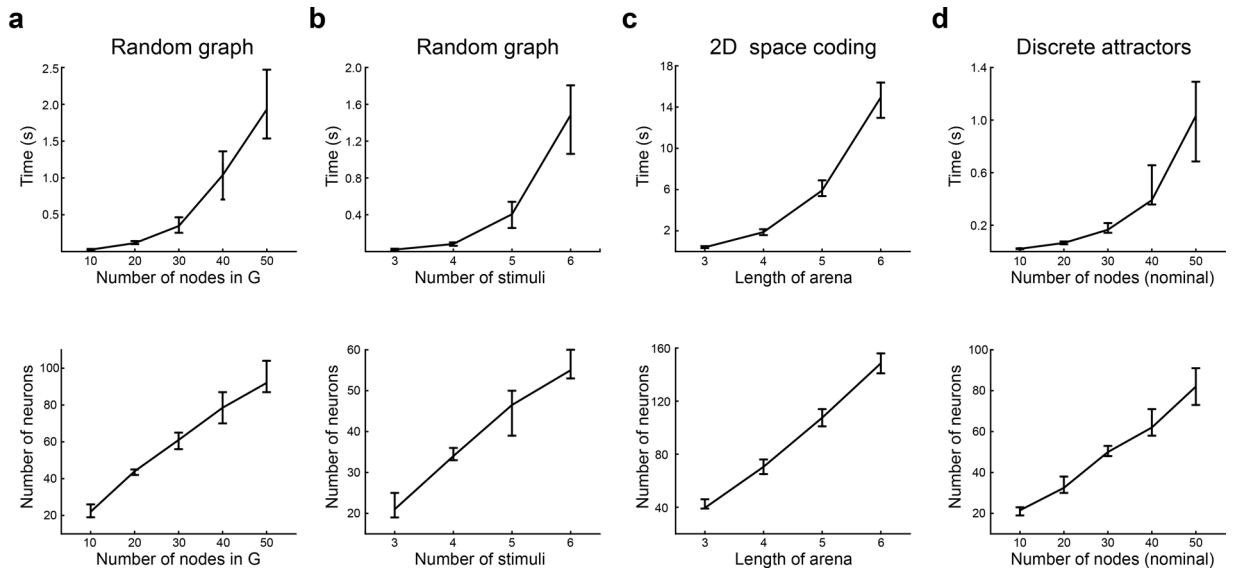 a
Random graph
2.5
2.0
1.5
1.0
0.5
Time (s)
10 20 30 40 50
Number of nodes in G
b
Random graph
2.0
1.6
1.2
0.8
0.4
Time (s)
3 4 5 6
Number of stimuli
c
2D space coding
18
14
10
6
2
Time (s)
3 4 5 6
Length of arena
d
Discrete attractors
1.4
1.0
0.6
0.2
Time (s)
10 20 30 40 50
Number of nodes (nominal)
100
80
60
40
20
Number of neurons
10 20 30 40 50
Number of nodes in G
60
50
40
30
20
Number of neurons
3 4 5 6
Number of stimuli
160
120
80
40
Number of neurons
3 4 5 6
Length of arena
100
80
60
40
20
Number of neurons
10 20 30 40 50
Number of nodes (nominal)